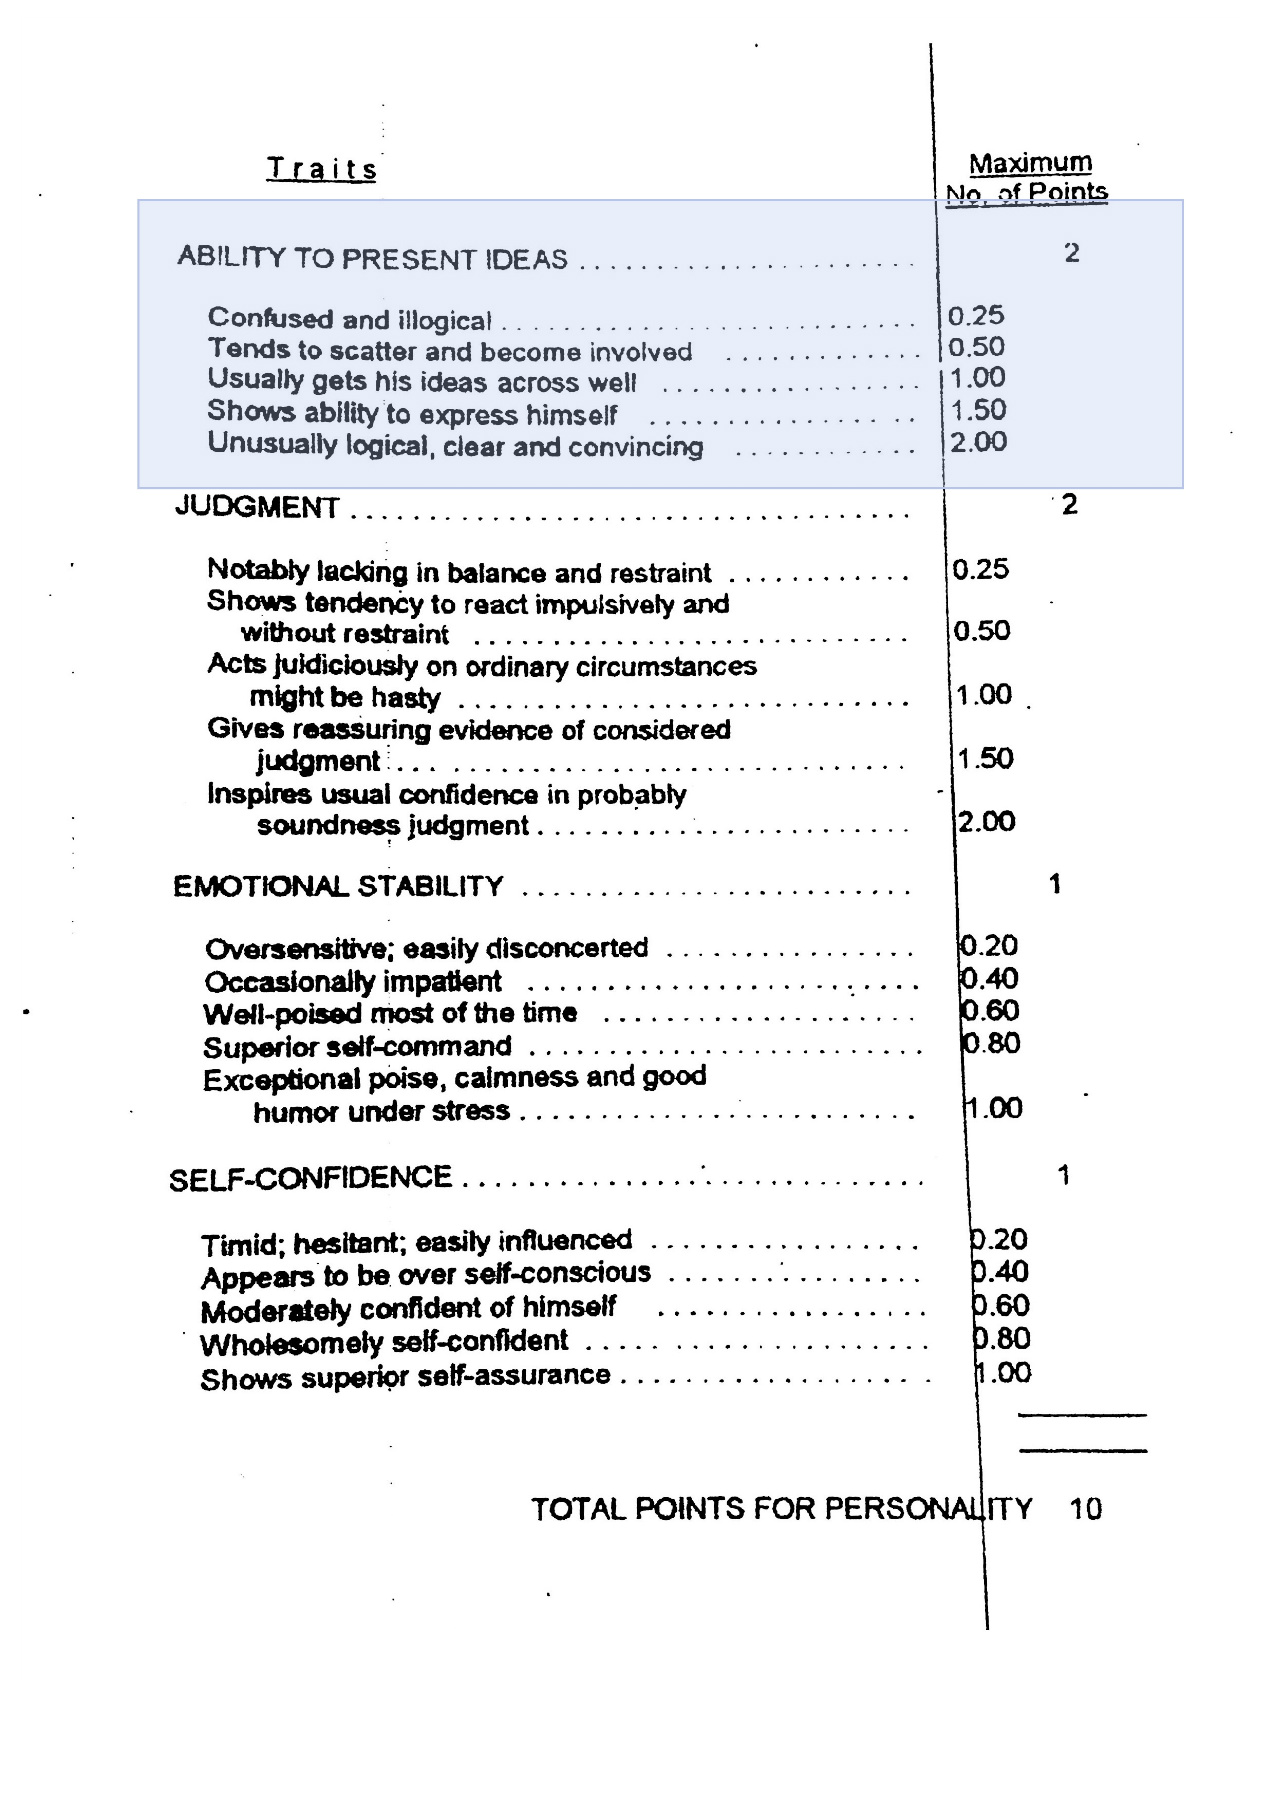 Traits
Maximum
No. of Points
ABILITY TO PRESENT IDEAS ...................... 2
Confused and illogical .......................... 0.25
Tends to scatter and become involved ............. 0.50
Usually gets his ideas across well ................. 1.00
Shows ability to express himself ................. 1.50
Unusually logical, clear and convincing ............ 2.00
JUDGMENT .................................... 2
Notably lacking in balance and restraint ............ 0.25
Shows tendency to react impulsively and
without restraint ............................ 0.50
Acts juidiciously on ordinary circumstances
might be hasty ............................. 1.00
Gives reassuring evidence of considered
judgment ................................ 1.50
Inspires usual confidence in probably
soundness judgment ........................ 2.00
EMOTIONAL STABILITY ......................... 1
Oversensitive; easily disconcerted ................ 0.20
Occasionally impatient ......................... 0.40
Well-poised most of the time .................... 0.60
Superior self-command ......................... 0.80
Exceptional poise, calmness and good
humor under stress ......................... 1.00
SELF-CONFIDENCE .............................. 1
Timid; hesitant; easily influenced ................. 0.20
Appears to be over self-conscious ................ 0.40
Moderately confident of himself ................. 0.60
Wholesomely self-confident ...................... 0.80
Shows superior self-assurance .................... 1.00
TOTAL POINTS FOR PERSONALITY 10